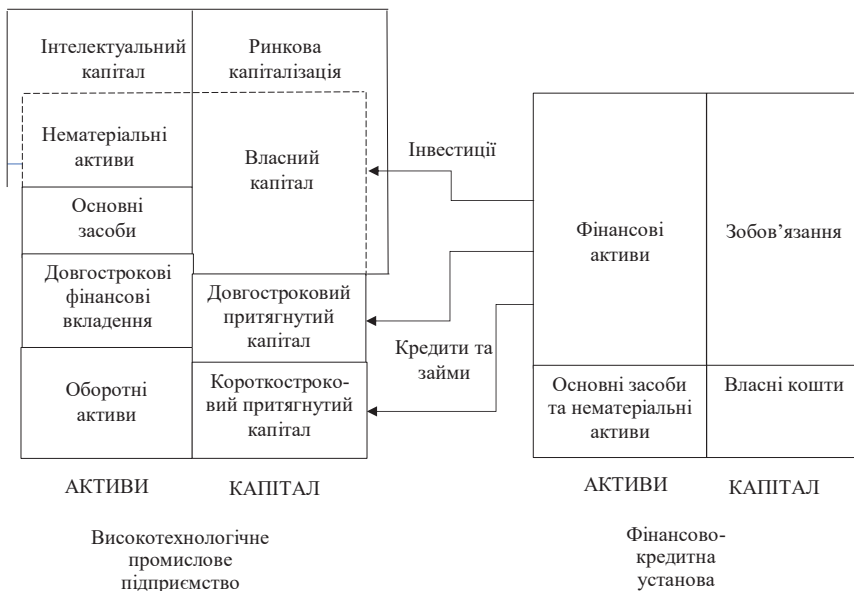 Інтелектуальний
капітал
Ринкова
капіталізація
Нематеріальні
активи
Власний
капітал
Основні
засоби
Довгострокові
фінансові
вкладення
Довгостроковий
притягнутий
капітал
Оборотні
активи
Короткостроко-
вий притягнутий
капітал
АКТИВИ
КАПІТАЛ
Високотехнологічне
промислове
підприємство
Інвестиції
Кредити та
займи
Фінансові
активи
Зобов’язання
Основні засоби
та нематеріальні
активи
Власні кошти
АКТИВИ
КАПІТАЛ
Фінансово-
кредитна
установа